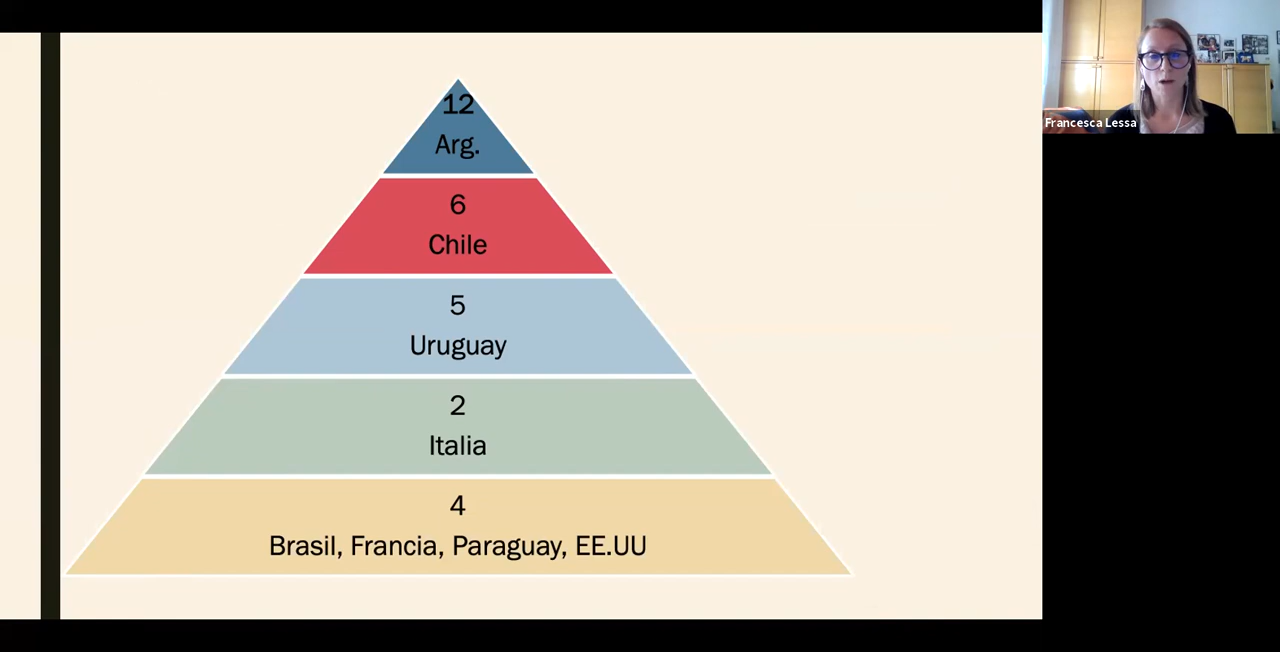 12
Arg.
6
Chile
5
Uruguay
2
Italia
4
Brasil, Francia, Paraguay, EE.UU
Francesca Lessa